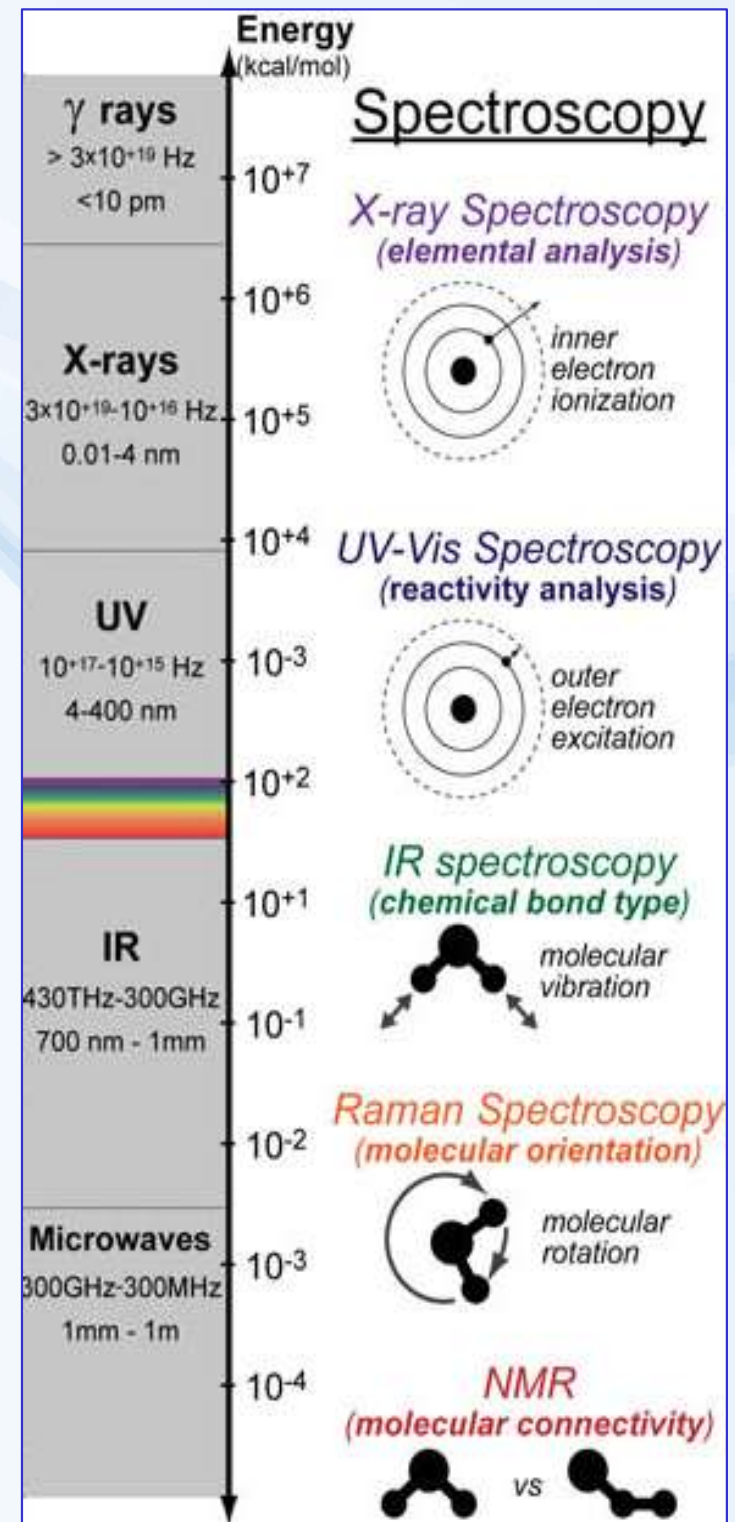 Energy
(kcal/mol)
γ rays
> 3x10⁺¹⁹ Hz
<10 pm
X-rays
3x10⁺¹⁹-10⁺¹⁶ Hz
0.01-4 nm
UV
10⁺¹⁷-10⁺¹⁵ Hz
4-400 nm
IR
430THz-300GHz
700 nm - 1mm
Microwaves
300GHz-300MHz
1mm - 1m
10⁺⁷
10⁺⁶
10⁺⁵
10⁺⁴
10⁻³
10⁺²
10⁺¹
10⁻¹
10⁻²
10⁻³
10⁻⁴
Spectroscopy
X-ray Spectroscopy
(elemental analysis)
inner
electron
ionization
UV-Vis Spectroscopy
(reactivity analysis)
outer
electron
excitation
IR spectroscopy
(chemical bond type)
molecular
vibration
Raman Spectroscopy
(molecular orientation)
molecular
rotation
NMR
(molecular connectivity)
vs